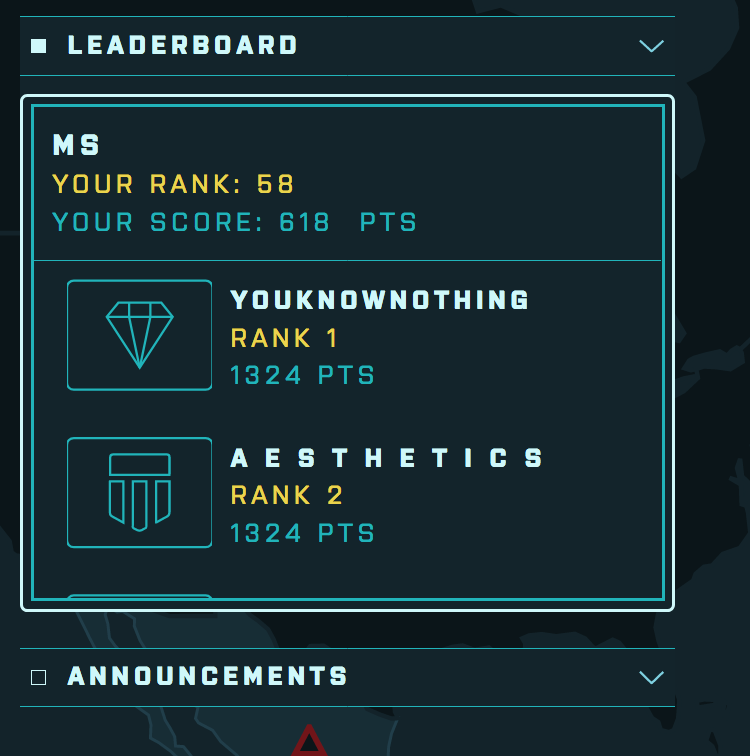 LEADERBOARD
MS
YOUR RANK: 58
YOUR SCORE: 618 PTS
YOUKNOWNOTHING
RANK 1
1324 PTS
A E S T H E T I C S
RANK 2
1324 PTS
ANNOUNCEMENTS